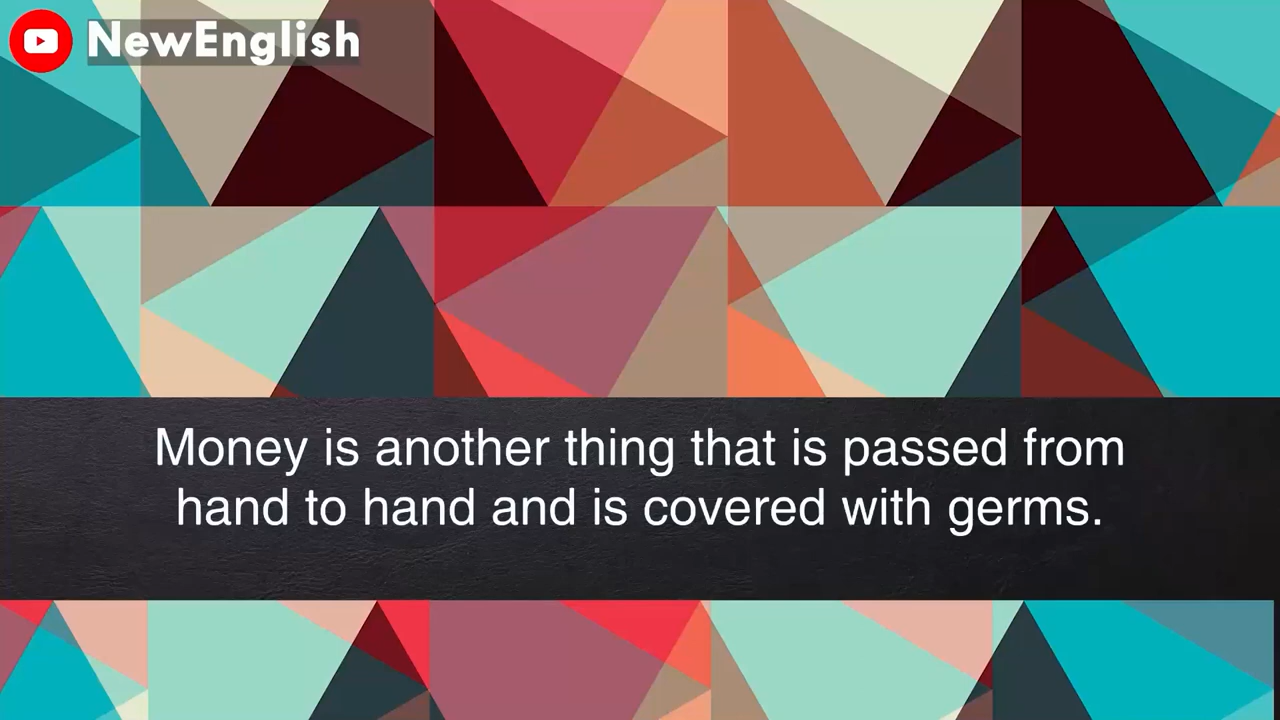 NewEnglish
Money is another thing that is passed from
hand to hand and is covered with germs.